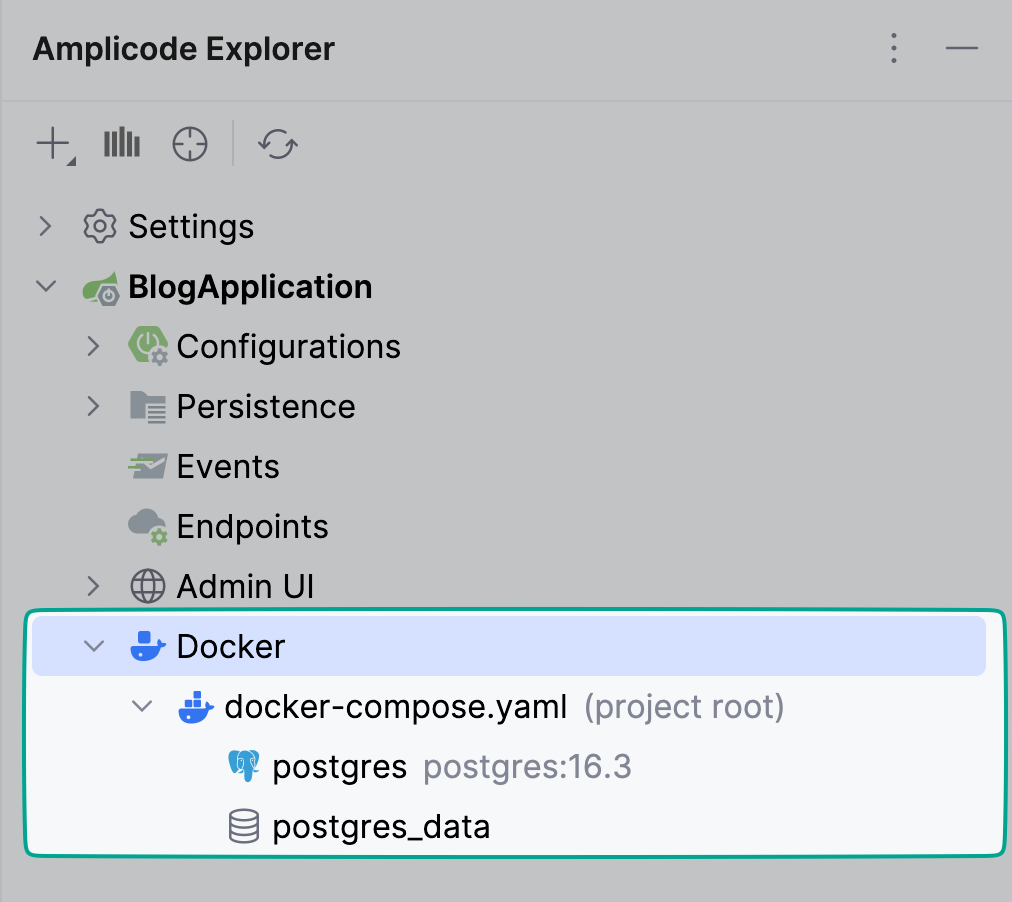 Amplicode Explorer
Settings
BlogApplication
Configurations
Persistence
Events
Endpoints
Admin UI
Docker
docker-compose.yaml (project root)
postgres postgres:16.3
postgres_data